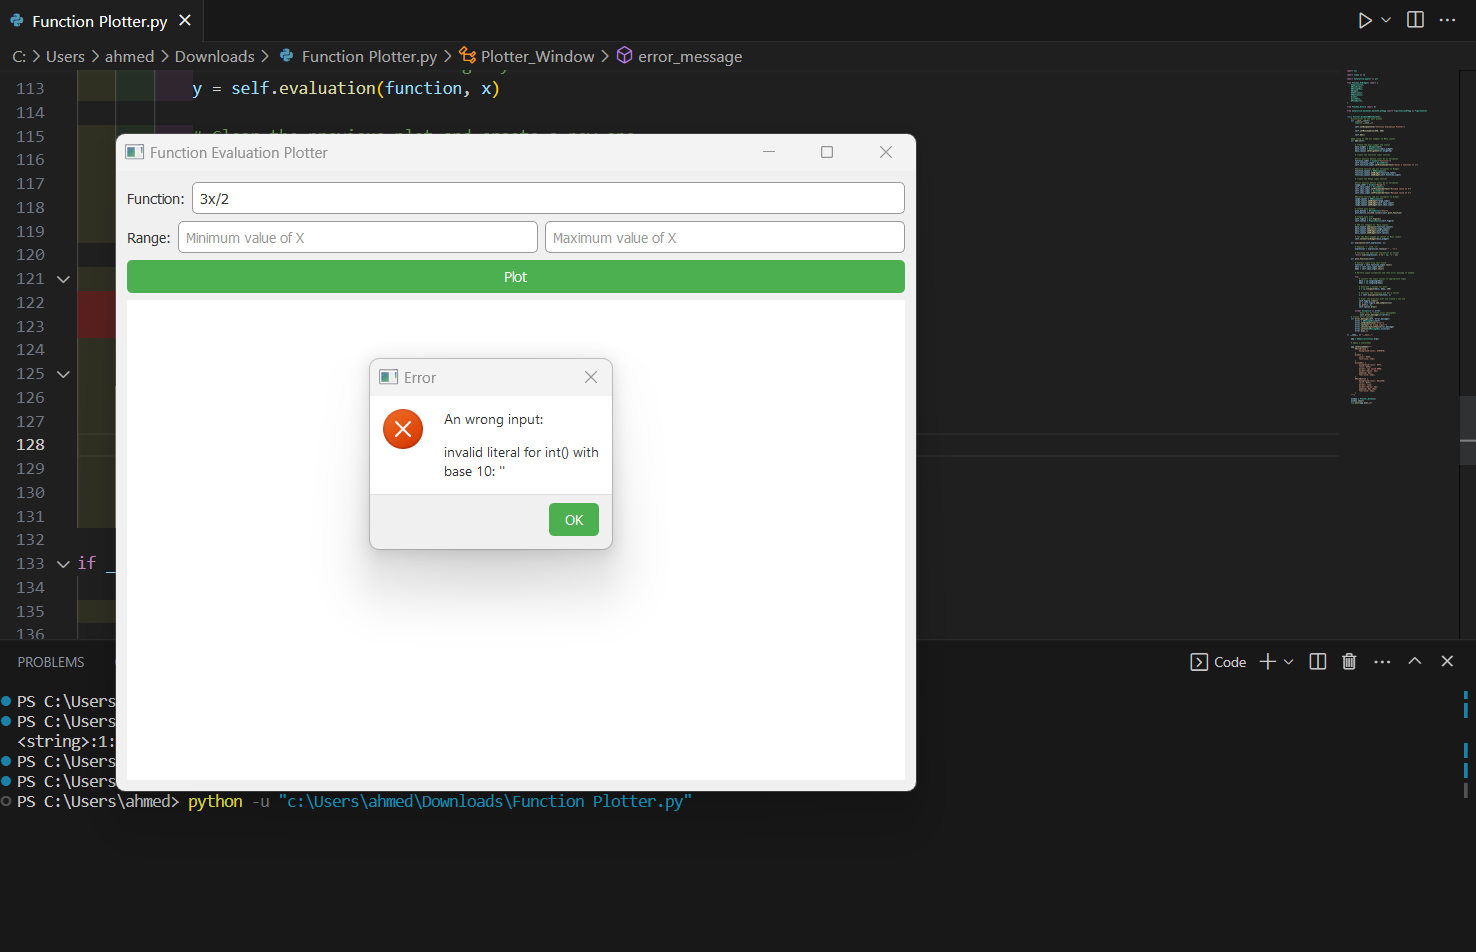 Function Plotter.py
C: > Users > ahmed > Downloads > Function Plotter.py > Plotter_Window > error_message
113 y = self.evaluation(function, x)
114
115
116
117
118
119
120
121
122
123
124
125
126
127
128
129
130
131
132
133 if _
134
135
136
Function Evaluation Plotter
Function: 3x/2
Range: Minimum value of X Maximum value of X
Plot
Error
An wrong input:
invalid literal for int() with
base 10: ''
OK
PROBLEMS
Code
PS C:\Users
PS C:\Users
<string>:1:
PS C:\Users
PS C:\Users
PS C:\Users\ahmed> python -u "c:\Users\ahmed\Downloads\Function Plotter.py"